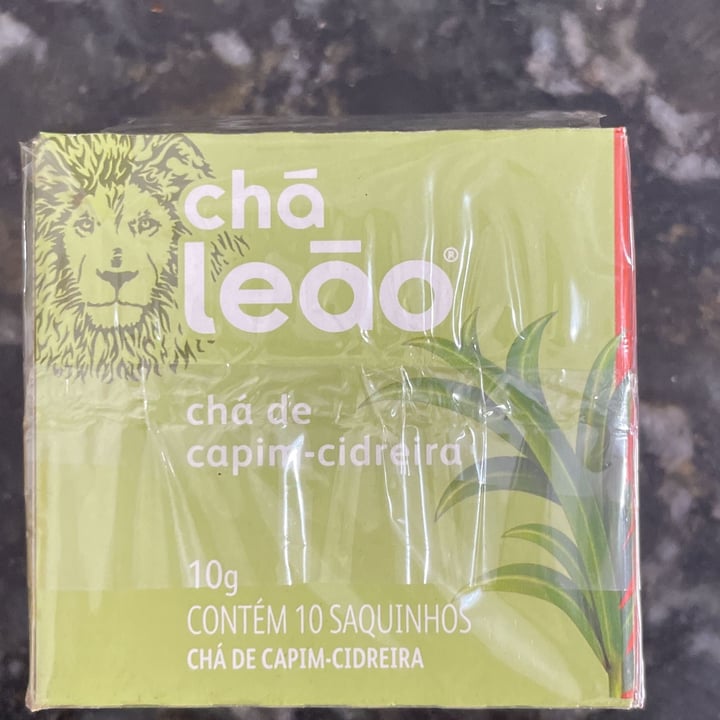 chá
leão®
chá de
capim-cidreira
10g
CONTÉM 10 SAQUINHOS
CHÁ DE CAPIM-CIDREIRA